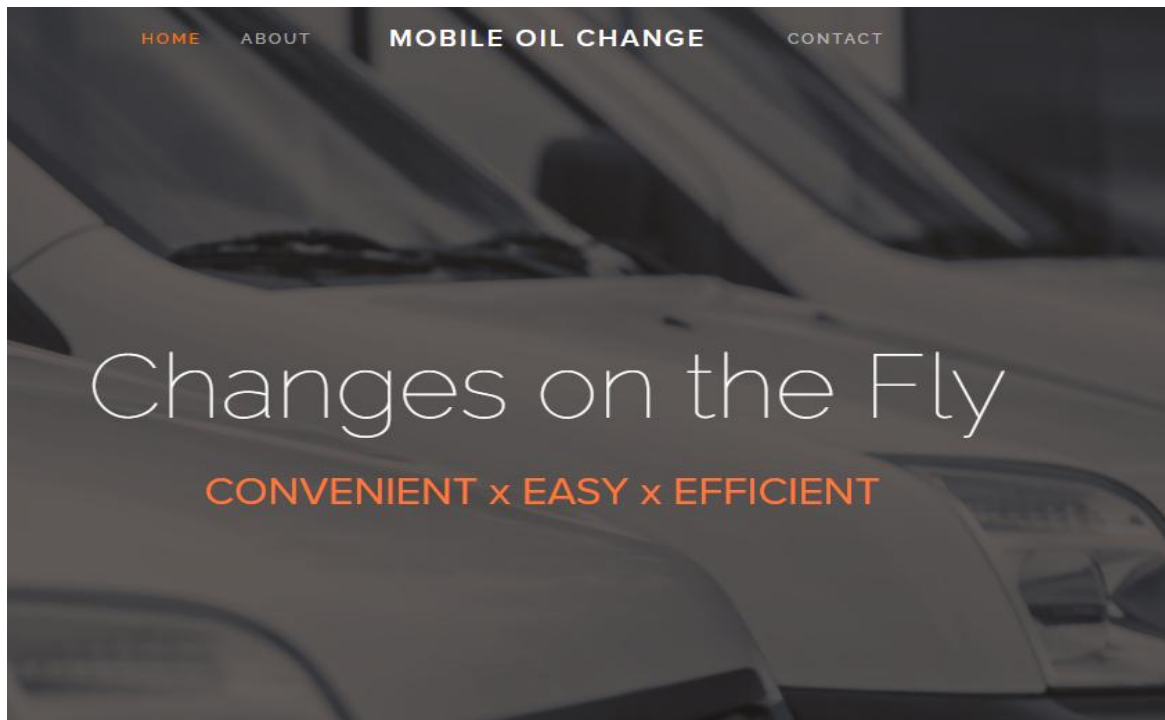 HOME ABOUT MOBILE OIL CHANGE CONTACT
Changes on the Fly
CONVENIENT x EASY x EFFICIENT